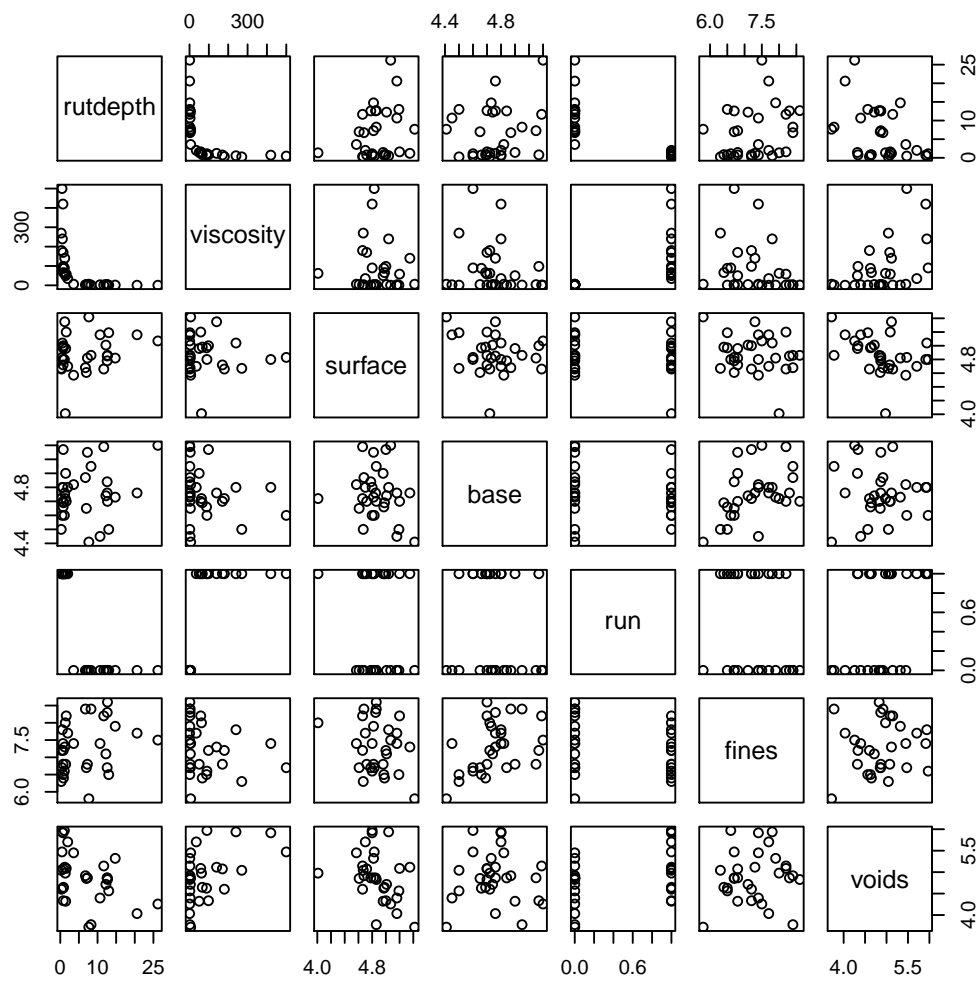 0 300 4.4 4.8 6.0 7.5
rutdepth 0 10 25
0 300 viscosity
surface 4.0 4.8
4.4 4.8 base
run 0.0 0.6
6.0 7.5 fines
voids 4.0 5.5
0 10 25 4.0 4.8 0.0 0.6 4.0 5.5